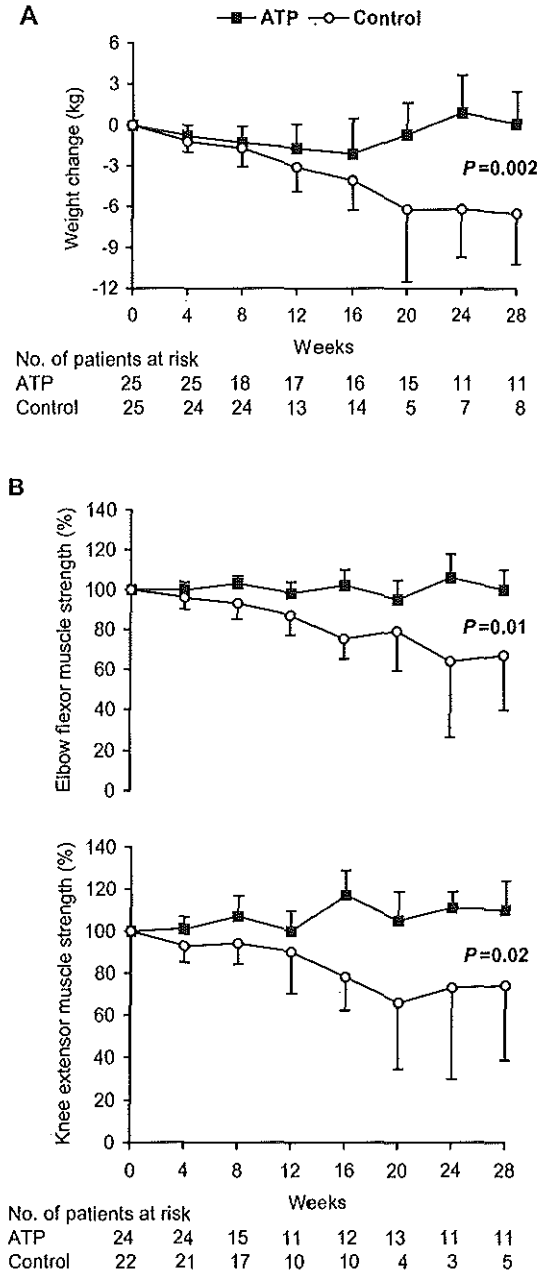 A
ATP Control
6
3
0
-3
-6
-9
-12
Weight change (kg)
P=0.002
0 4 8 12 16 20 24 28
Weeks
No. of patients at risk
ATP 25 25 18 17 16 15 11 11
Control 25 24 24 13 14 5 7 8
B
140
120
100
80
60
40
20
0
Elbow flexor muscle strength (%)
P=0.01
140
120
100
80
60
40
20
0
Knee extensor muscle strength (%)
P=0.02
0 4 8 12 16 20 24 28
Weeks
No. of patients at risk
ATP 24 24 15 11 12 13 11 11
Control 22 21 17 10 10 4 3 5